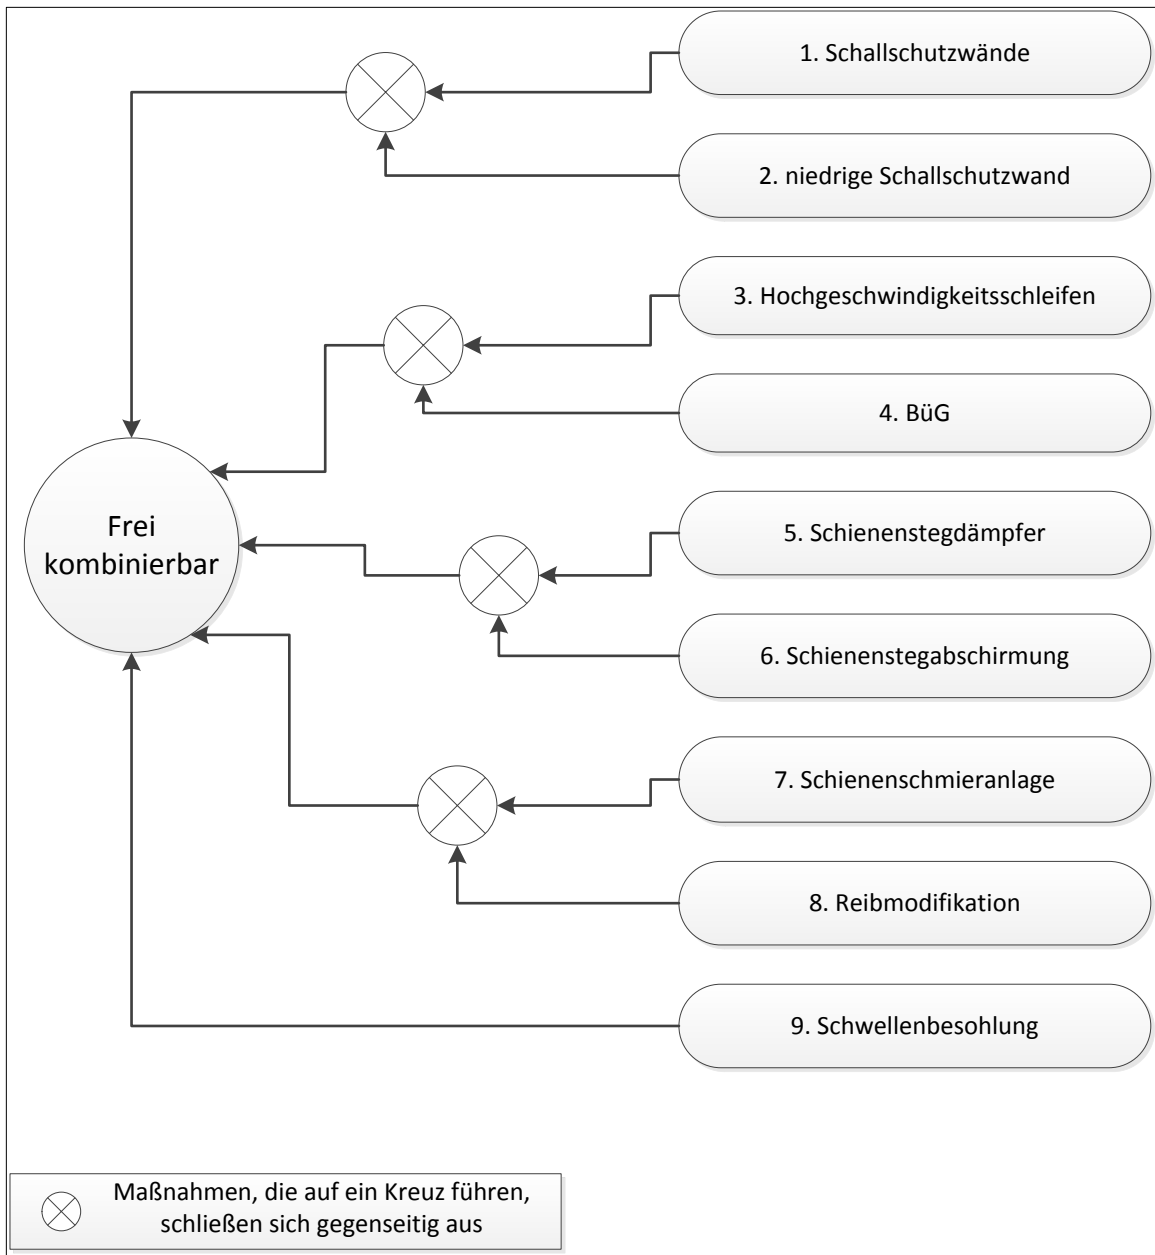 1. Schallschutzwände
2. niedrige Schallschutzwand
3. Hochgeschwindigkeitsschleifen
4. BüG
Frei
kombinierbar
5. Schienenstegdämpfer
6. Schienenstegabschirmung
7. Schienenschmieranlage
8. Reibmodifikation
9. Schwellenbesohlung
Maßnahmen, die auf ein Kreuz führen,
schließen sich gegenseitig aus